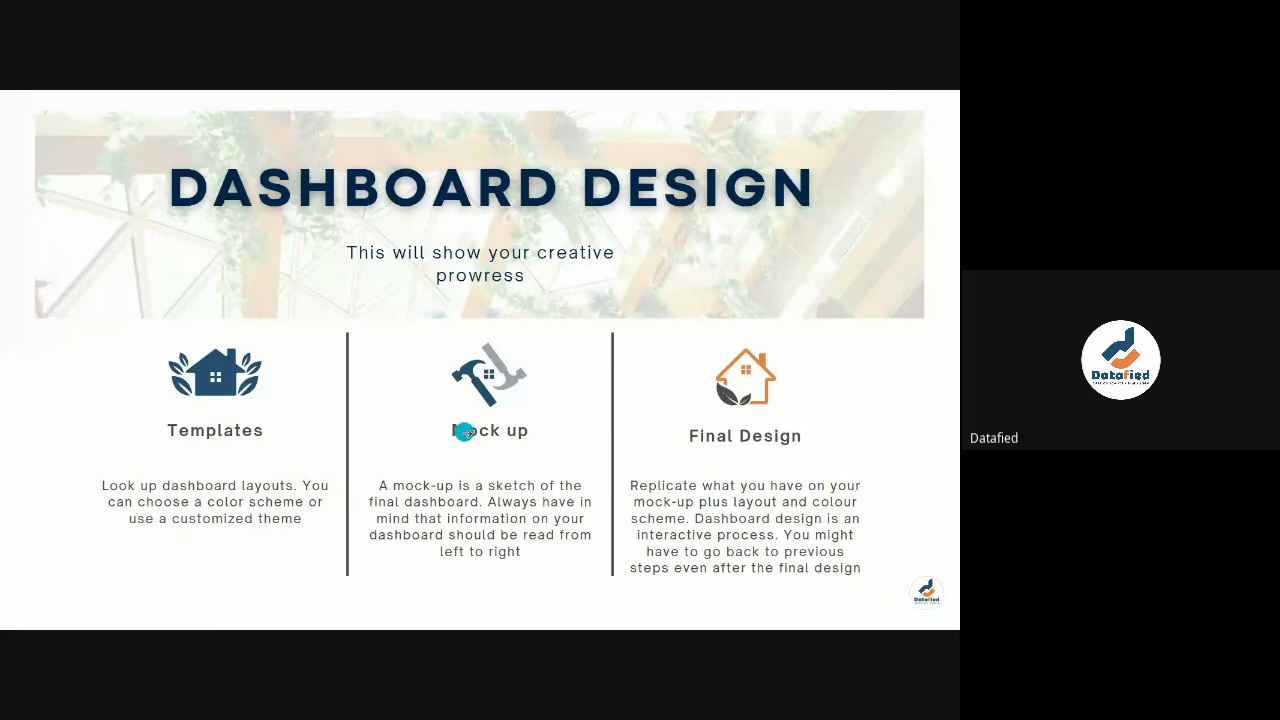 DASHBOARD DESIGN
This will show your creative
prowress
Templates
Look up dashboard layouts. You
can choose a color scheme or
use a customized theme
Mock up
A mock-up is a sketch of the
final dashboard. Always have in
mind that information on your
dashboard should be read from
left to right
Final Design
Replicate what you have on your
mock-up plus layout and colour
scheme. Dashboard design is an
interactive process. You might
have to go back to previous
steps even after the final design
Datafied
Datafied
Datafied